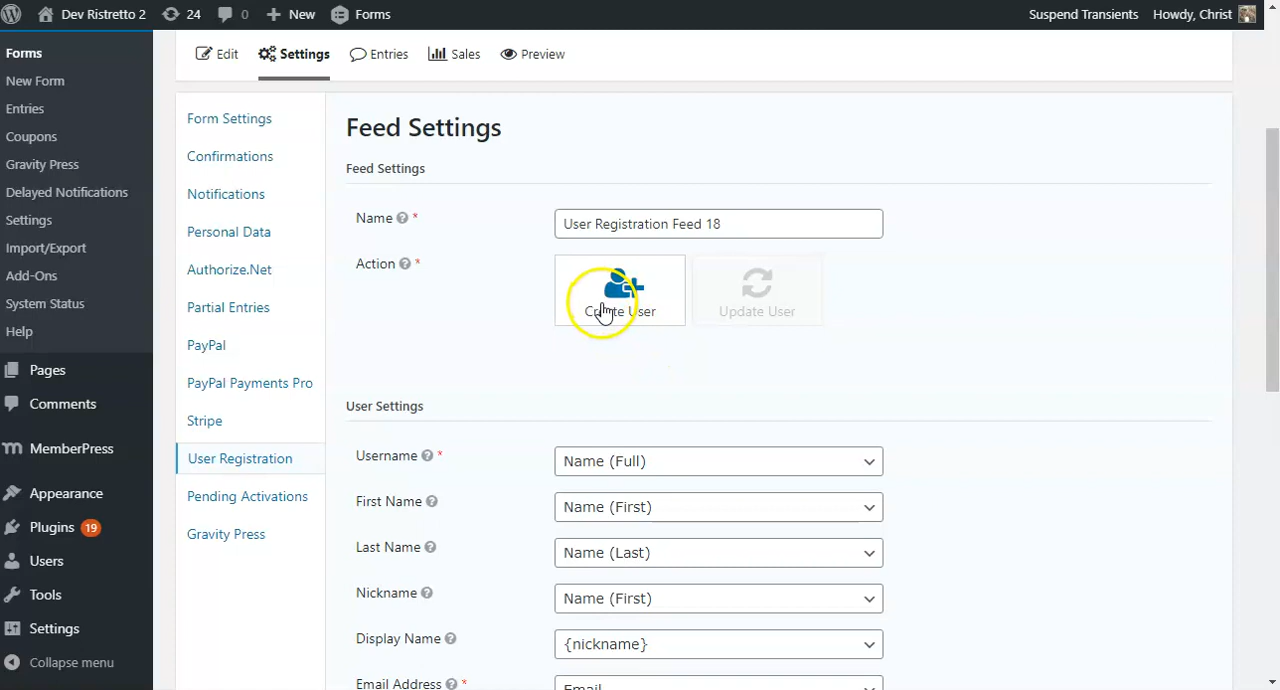 Dev Ristretto 2 24 0 New Forms Suspend Transients Howdy, Christ
Forms
New Form
Entries
Coupons
Gravity Press
Delayed Notifications
Settings
Import/Export
Add-Ons
System Status
Help
Pages
Comments
MemberPress
Appearance
Plugins 19
Users
Tools
Settings
Collapse menu
Edit Settings Entries Sales Preview
Form Settings
Confirmations
Notifications
Personal Data
Authorize.Net
Partial Entries
PayPal
PayPal Payments Pro
Stripe
User Registration
Pending Activations
Gravity Press
Feed Settings
Feed Settings
Name ? * User Registration Feed 18
Action ? *
Create User Update User
User Settings
Username ? * Name (Full)
First Name ? Name (First)
Last Name ? Name (Last)
Nickname ? Name (First)
Display Name ? {nickname}
Email Address ? * Email